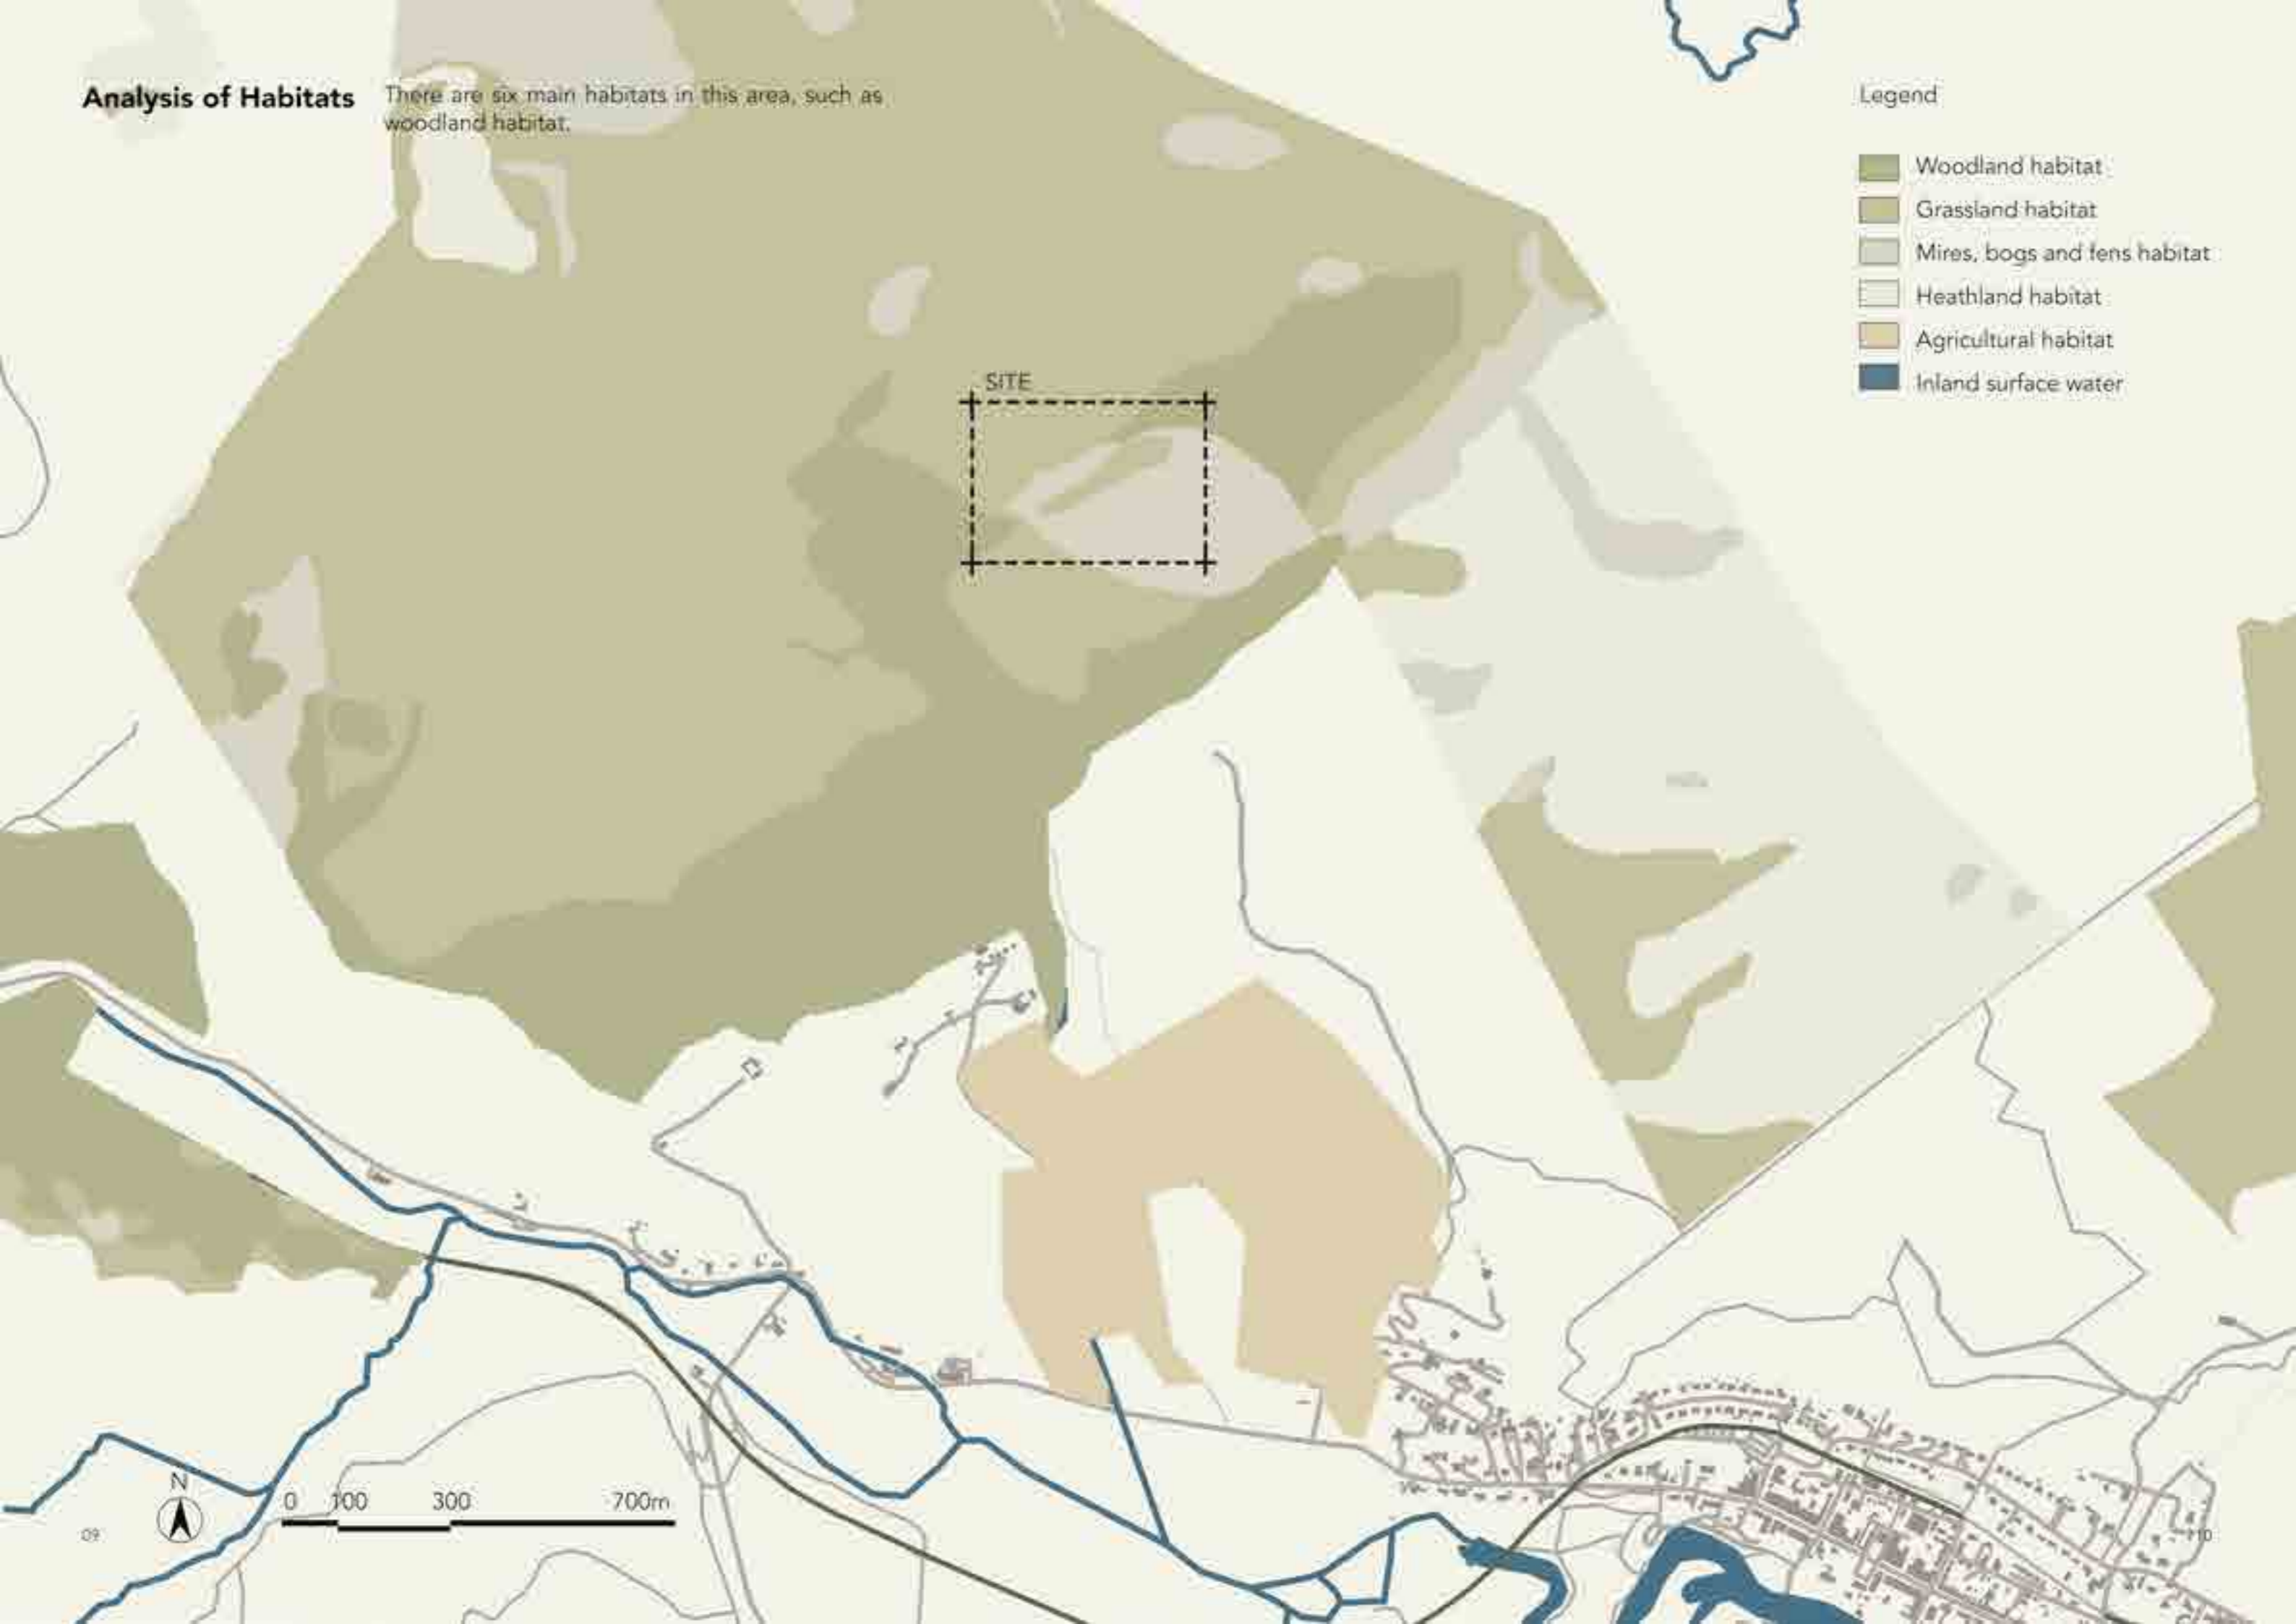 Analysis of Habitats
There are six main habitats in this area, such as
woodland habitat.
Legend
Woodland habitat
Grassland habitat
Mires, bogs and fens habitat
Heathland habitat
Agricultural habitat
Inland surface water
SITE
N
0 100 300 700m
09
10